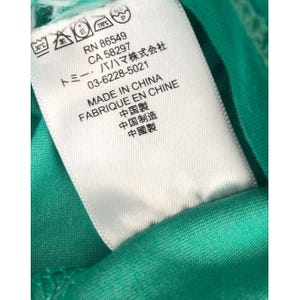 RN 86549
CA 58297
トミー・バハマ株式会社
03-6228-5021
MADE IN CHINA
FABRIQUE EN CHINE
中国製
中国制造
中國製